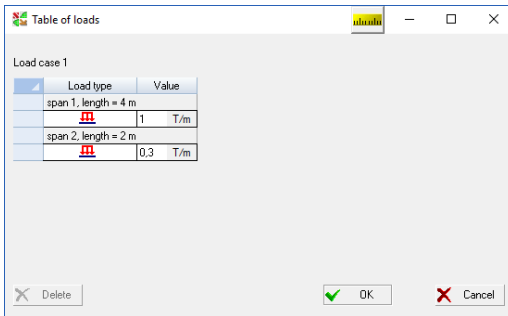 Table of loads
Load case 1
Load type Value
span 1, length = 4 m
1 T/m
span 2, length = 2 m
0,3 T/m
Delete OK Cancel